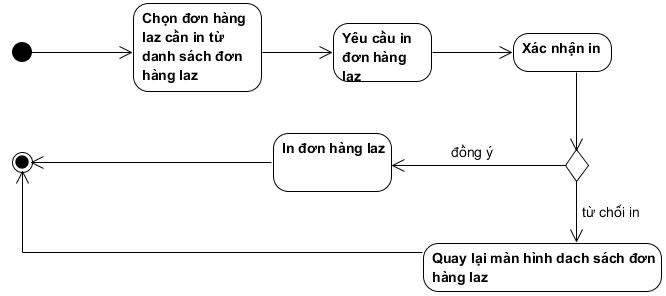 Chọn đơn hàng
laz cần in từ
danh sách đơn
hàng laz
Yêu cầu in
đơn hàng
laz
Xác nhận in
In đơn hàng laz
đồng ý
từ chối in
Quay lại màn hình dach sách đơn
hàng laz